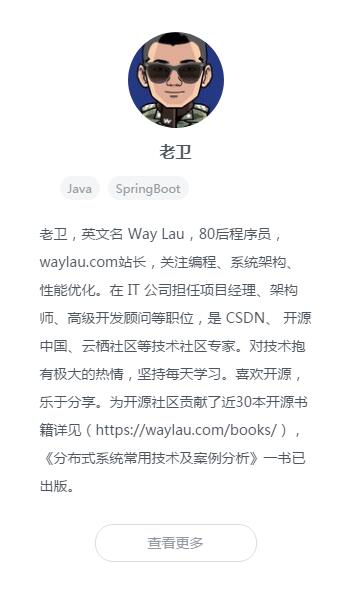 老卫
Java SpringBoot
老卫，英文名 Way Lau，80后程序员，
waylau.com站长，关注编程、系统架构、
性能优化。在 IT 公司担任项目经理、架构
师、高级开发顾问等职位，是 CSDN、 开源
中国、云栖社区等技术社区专家。对技术抱
有极大的热情，坚持每天学习。喜欢开源，
乐于分享。为开源社区贡献了近30本开源书
籍详见（https://waylau.com/books/），
《分布式系统常用技术及案例分析》一书已
出版。
查看更多